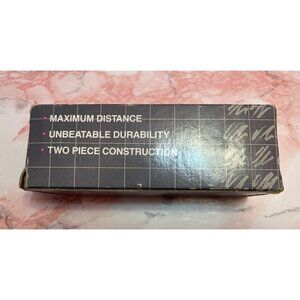 • MAXIMUM DISTANCE
• UNBEATABLE DURABILITY
• TWO PIECE CONSTRUCTION